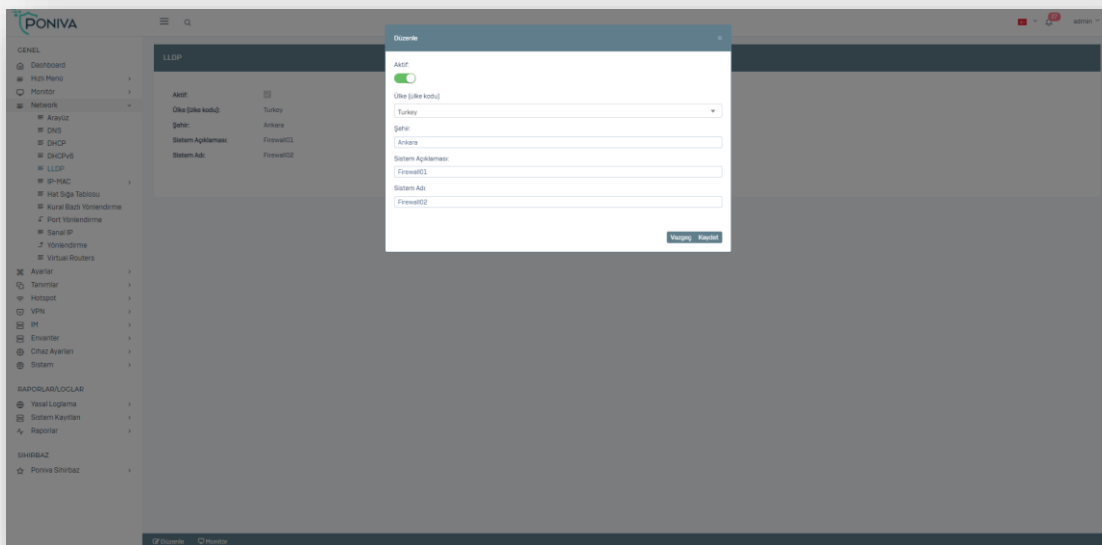 PONIVA
37
admin
GENEL
Dashboard
Hızlı Menü
Monitör
Network
Arayüz
DNS
DHCP
DHCPv6
LLDP
IP-MAC
Hat Sığa Tablosu
Kural Bazlı Yönlendirme
Port Yönlendirme
Sanal IP
Yönlendirme
Virtual Routers
Ayarlar
Tanımlar
Hotspot
VPN
IM
Envanter
Cihaz Ayarları
Sistem
RAPORLAR/LOGLAR
Yasal Loglama
Sistem Kayıtları
Raporlar
SİHİRBAZ
Poniva Sihirbaz
LLDP
Aktif:
Ülke (ülke kodu): Turkey
Şehir: Ankara
Sistem Açıklaması: Firewall01
Sistem Adı: Firewall02
Düzenle
Aktif:
Ülke (ülke kodu)
Turkey
Şehir
Ankara
Sistem Açıklaması:
Firewall01
Sistem Adı
Firewall02
Vazgeç Kaydet
Düzenle Monitör